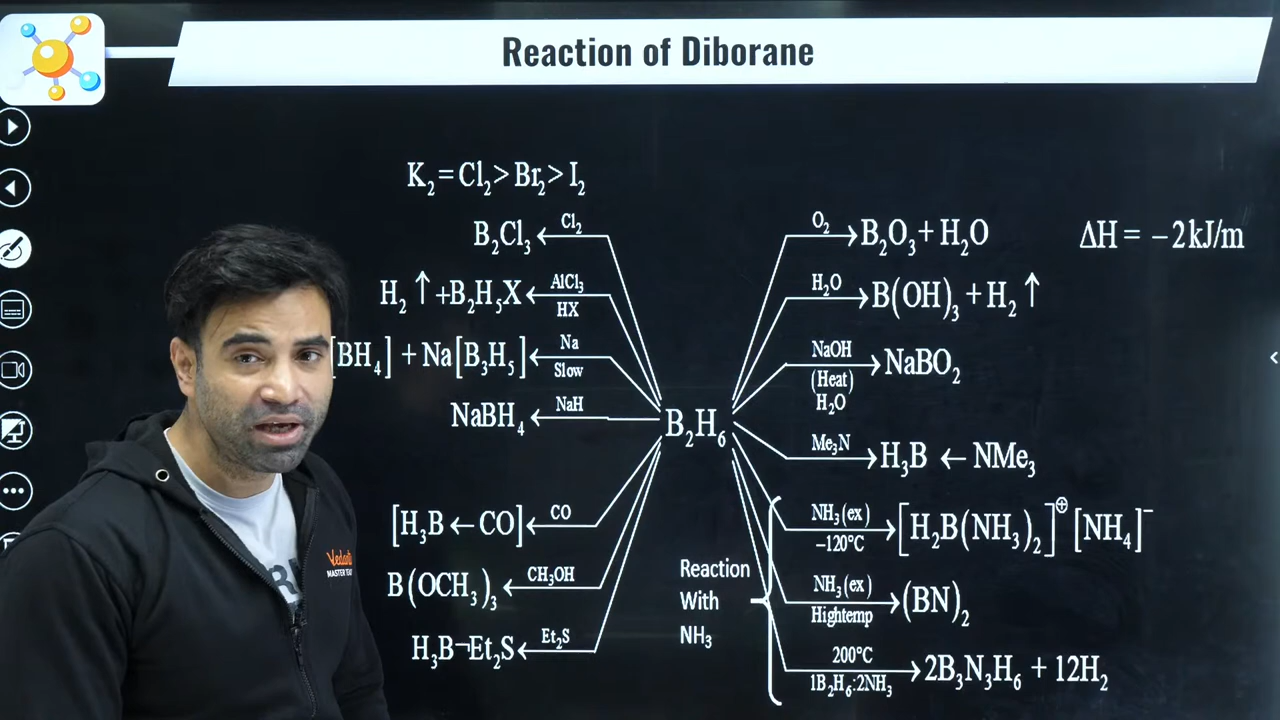 Reaction of Diborane
K₂ = Cl₂ > Br₂ > I₂
B₂Cl₃ ← Cl₂
H₂ ↑ + B₂H₅X ← AlCl₃ HX
[BH₄] + Na[B₃H₅] ← Na Slow
NaBH₄ ← NaH
[H₃B ← CO] ← CO
B(OCH₃)₃ ← CH₃OH
H₃B¬Et₂S ← Et₂S
B₂H₆
O₂ → B₂O₃ + H₂O ΔH = −2kJ/m
H₂O → B(OH)₃ + H₂ ↑
NaOH (Heat) H₂O → NaBO₂
Me₃N → H₃B ← NMe₃
Reaction
With
NH₃
NH₃(ex) −120°C → [H₂B(NH₃)₂]⊕ [NH₄]⁻
NH₃(ex) Hightemp → (BN)₂
200°C 1B₂H₆:2NH₃ → 2B₃N₃H₆ + 12H₂
Vedantu
MASTER TEA